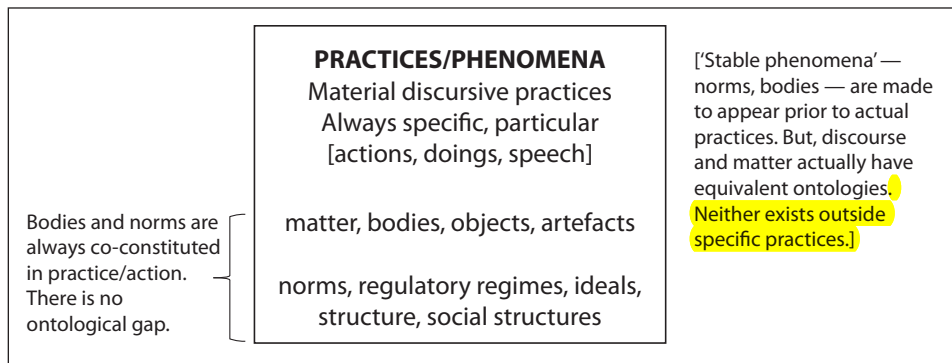 PRACTICES/PHENOMENA
Material discursive practices
Always specific, particular
[actions, doings, speech]
matter, bodies, objects, artefacts
norms, regulatory regimes, ideals,
structure, social structures
Bodies and norms are
always co-constituted
in practice/action.
There is no
ontological gap.
[‘Stable phenomena’ —
norms, bodies — are made
to appear prior to actual
practices. But, discourse
and matter actually have
equivalent ontologies.
Neither exists outside
specific practices.]